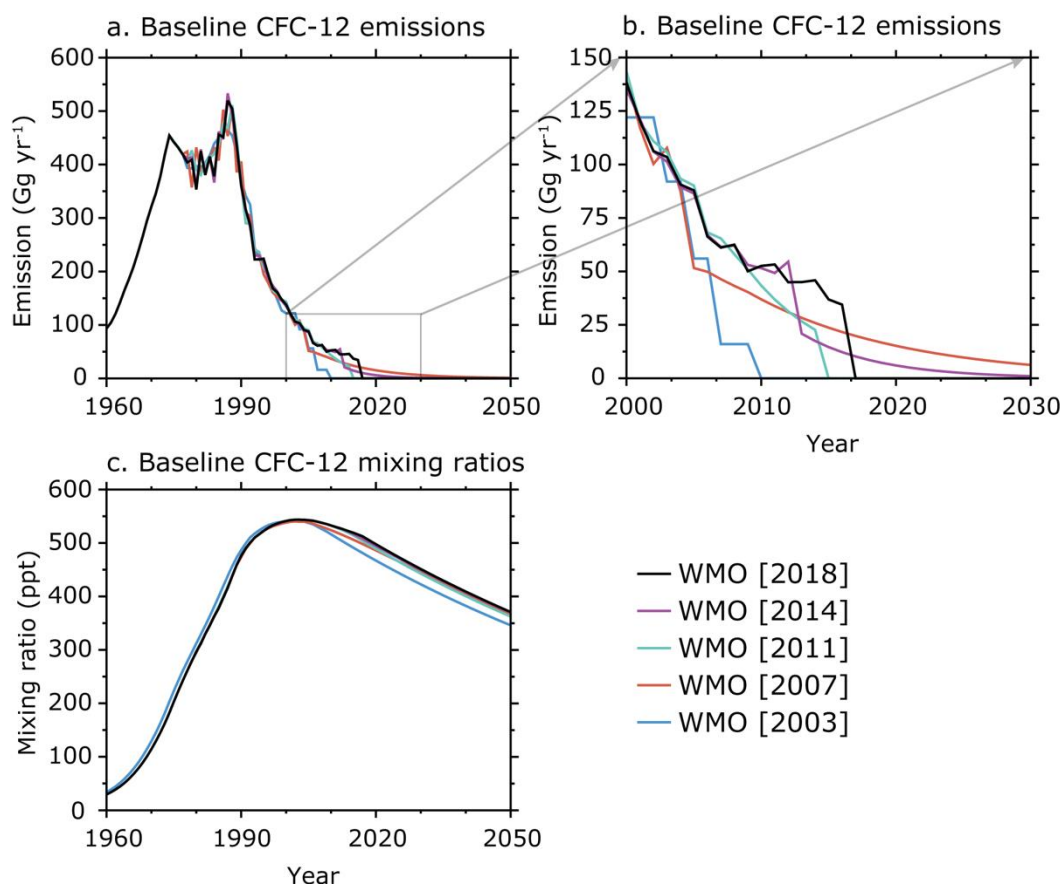 a. Baseline CFC-12 emissions
Emission (Gg yr⁻¹)
600
500
400
300
200
100
0
1960
1990
2020
2050
b. Baseline CFC-12 emissions
Emission (Gg yr⁻¹)
150
125
100
75
50
25
0
2000
2010
2020
2030
Year
c. Baseline CFC-12 mixing ratios
Mixing ratio (ppt)
600
500
400
300
200
100
0
1960
1990
2020
2050
Year
WMO [2018]
WMO [2014]
WMO [2011]
WMO [2007]
WMO [2003]